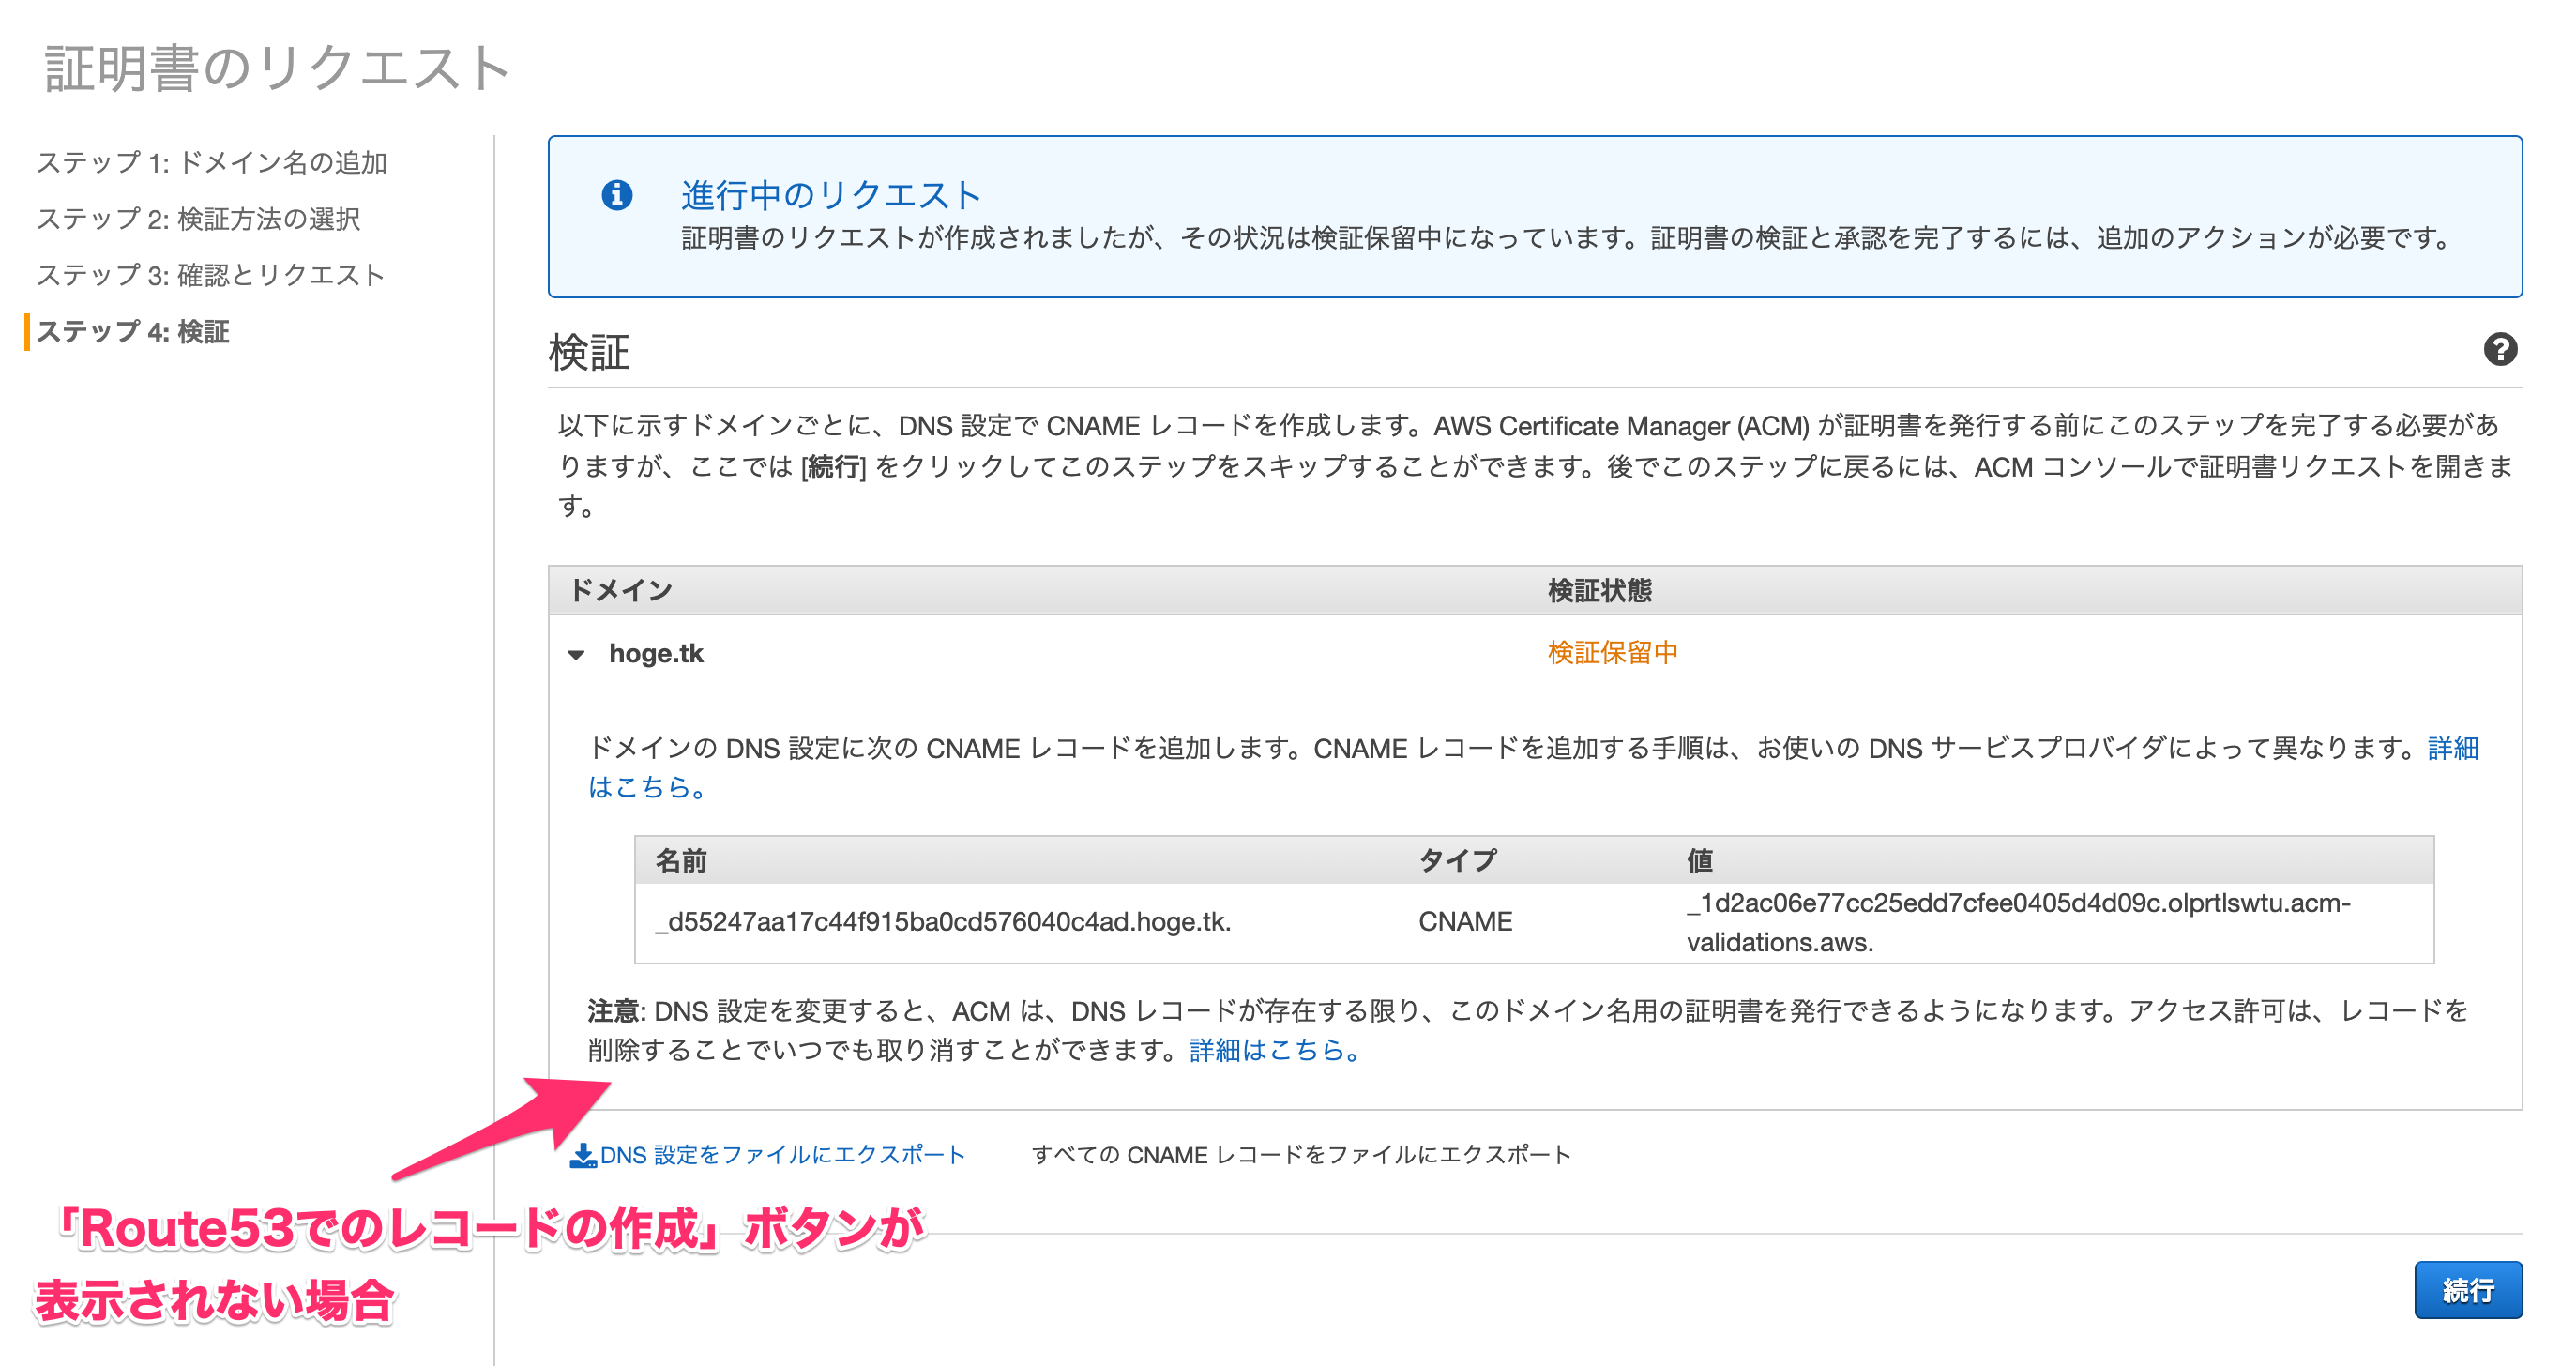 証明書のリクエスト
ステップ 1: ドメイン名の追加
ステップ 2: 検証方法の選択
ステップ 3: 確認とリクエスト
ステップ 4: 検証
進行中のリクエスト
証明書のリクエストが作成されましたが、その状況は検証保留中になっています。証明書の検証と承認を完了するには、追加のアクションが必要です。
検証
以下に示すドメインごとに、DNS 設定で CNAME レコードを作成します。AWS Certificate Manager (ACM) が証明書を発行する前にこのステップを完了する必要があ
りますが、ここでは [続行] をクリックしてこのステップをスキップすることができます。後でこのステップに戻るには、ACM コンソールで証明書リクエストを開きま
す。
ドメイン 検証状態
hoge.tk 検証保留中
ドメインの DNS 設定に次の CNAME レコードを追加します。CNAME レコードを追加する手順は、お使いの DNS サービスプロバイダによって異なります。詳細
はこちら。
名前 タイプ 値
_d55247aa17c44f915ba0cd576040c4ad.hoge.tk. CNAME _1d2ac06e77cc25edd7cfee0405d4d09c.olprtlswtu.acm-
validations.aws.
注意: DNS 設定を変更すると、ACM は、DNS レコードが存在する限り、このドメイン名用の証明書を発行できるようになります。アクセス許可は、レコードを
削除することでいつでも取り消すことができます。詳細はこちら。
DNS 設定をファイルにエクスポート すべての CNAME レコードをファイルにエクスポート
「Route53でのレコードの作成」ボタンが
表示されない場合
続行